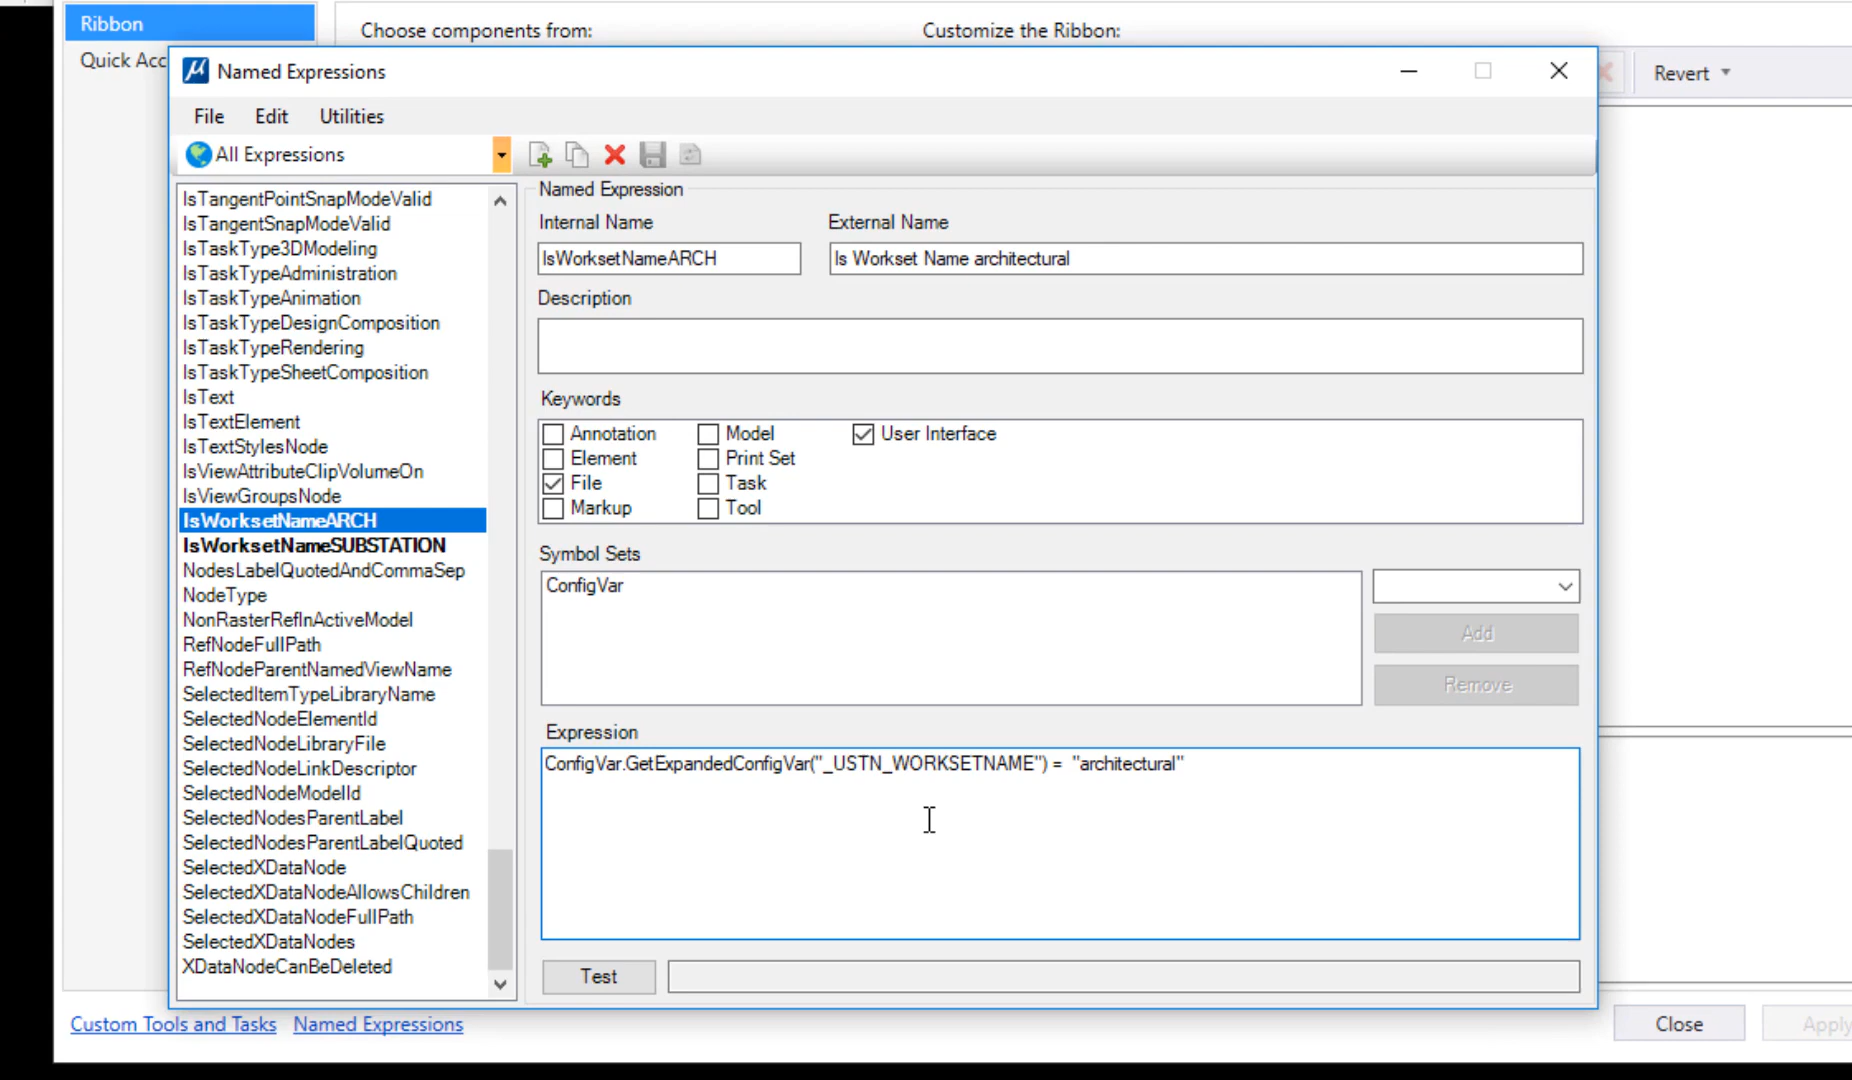 Ribbon
Choose components from:
Customize the Ribbon:
Quick Acc
Revert
Named Expressions
File Edit Utilities
All Expressions
IsTangentPointSnapModeValid
IsTangentSnapModeValid
IsTaskType3DModeling
IsTaskTypeAdministration
IsTaskTypeAnimation
IsTaskTypeDesignComposition
IsTaskTypeRendering
IsTaskTypeSheetComposition
IsText
IsTextElement
IsTextStylesNode
IsViewAttributeClipVolumeOn
IsViewGroupsNode
IsWorksetNameARCH
IsWorksetNameSUBSTATION
NodesLabelQuotedAndCommaSep
NodeType
NonRasterRefInActiveModel
RefNodeFullPath
RefNodeParentNamedViewName
SelectedItemTypeLibraryName
SelectedNodeElementId
SelectedNodeLibraryFile
SelectedNodeLinkDescriptor
SelectedNodeModelId
SelectedNodesParentLabel
SelectedNodesParentLabelQuoted
SelectedXDataNode
SelectedXDataNodeAllowsChildren
SelectedXDataNodeFullPath
SelectedXDataNodes
XDataNodeCanBeDeleted
Named Expression
Internal Name External Name
IsWorksetNameARCH Is Workset Name architectural
Description
Keywords
Annotation Model User Interface
Element Print Set
File Task
Markup Tool
Symbol Sets
ConfigVar
Add
Remove
Expression
ConfigVar.GetExpandedConfigVar("_USTN_WORKSETNAME") = "architectural"
Test
Custom Tools and Tasks Named Expressions
Close Apply